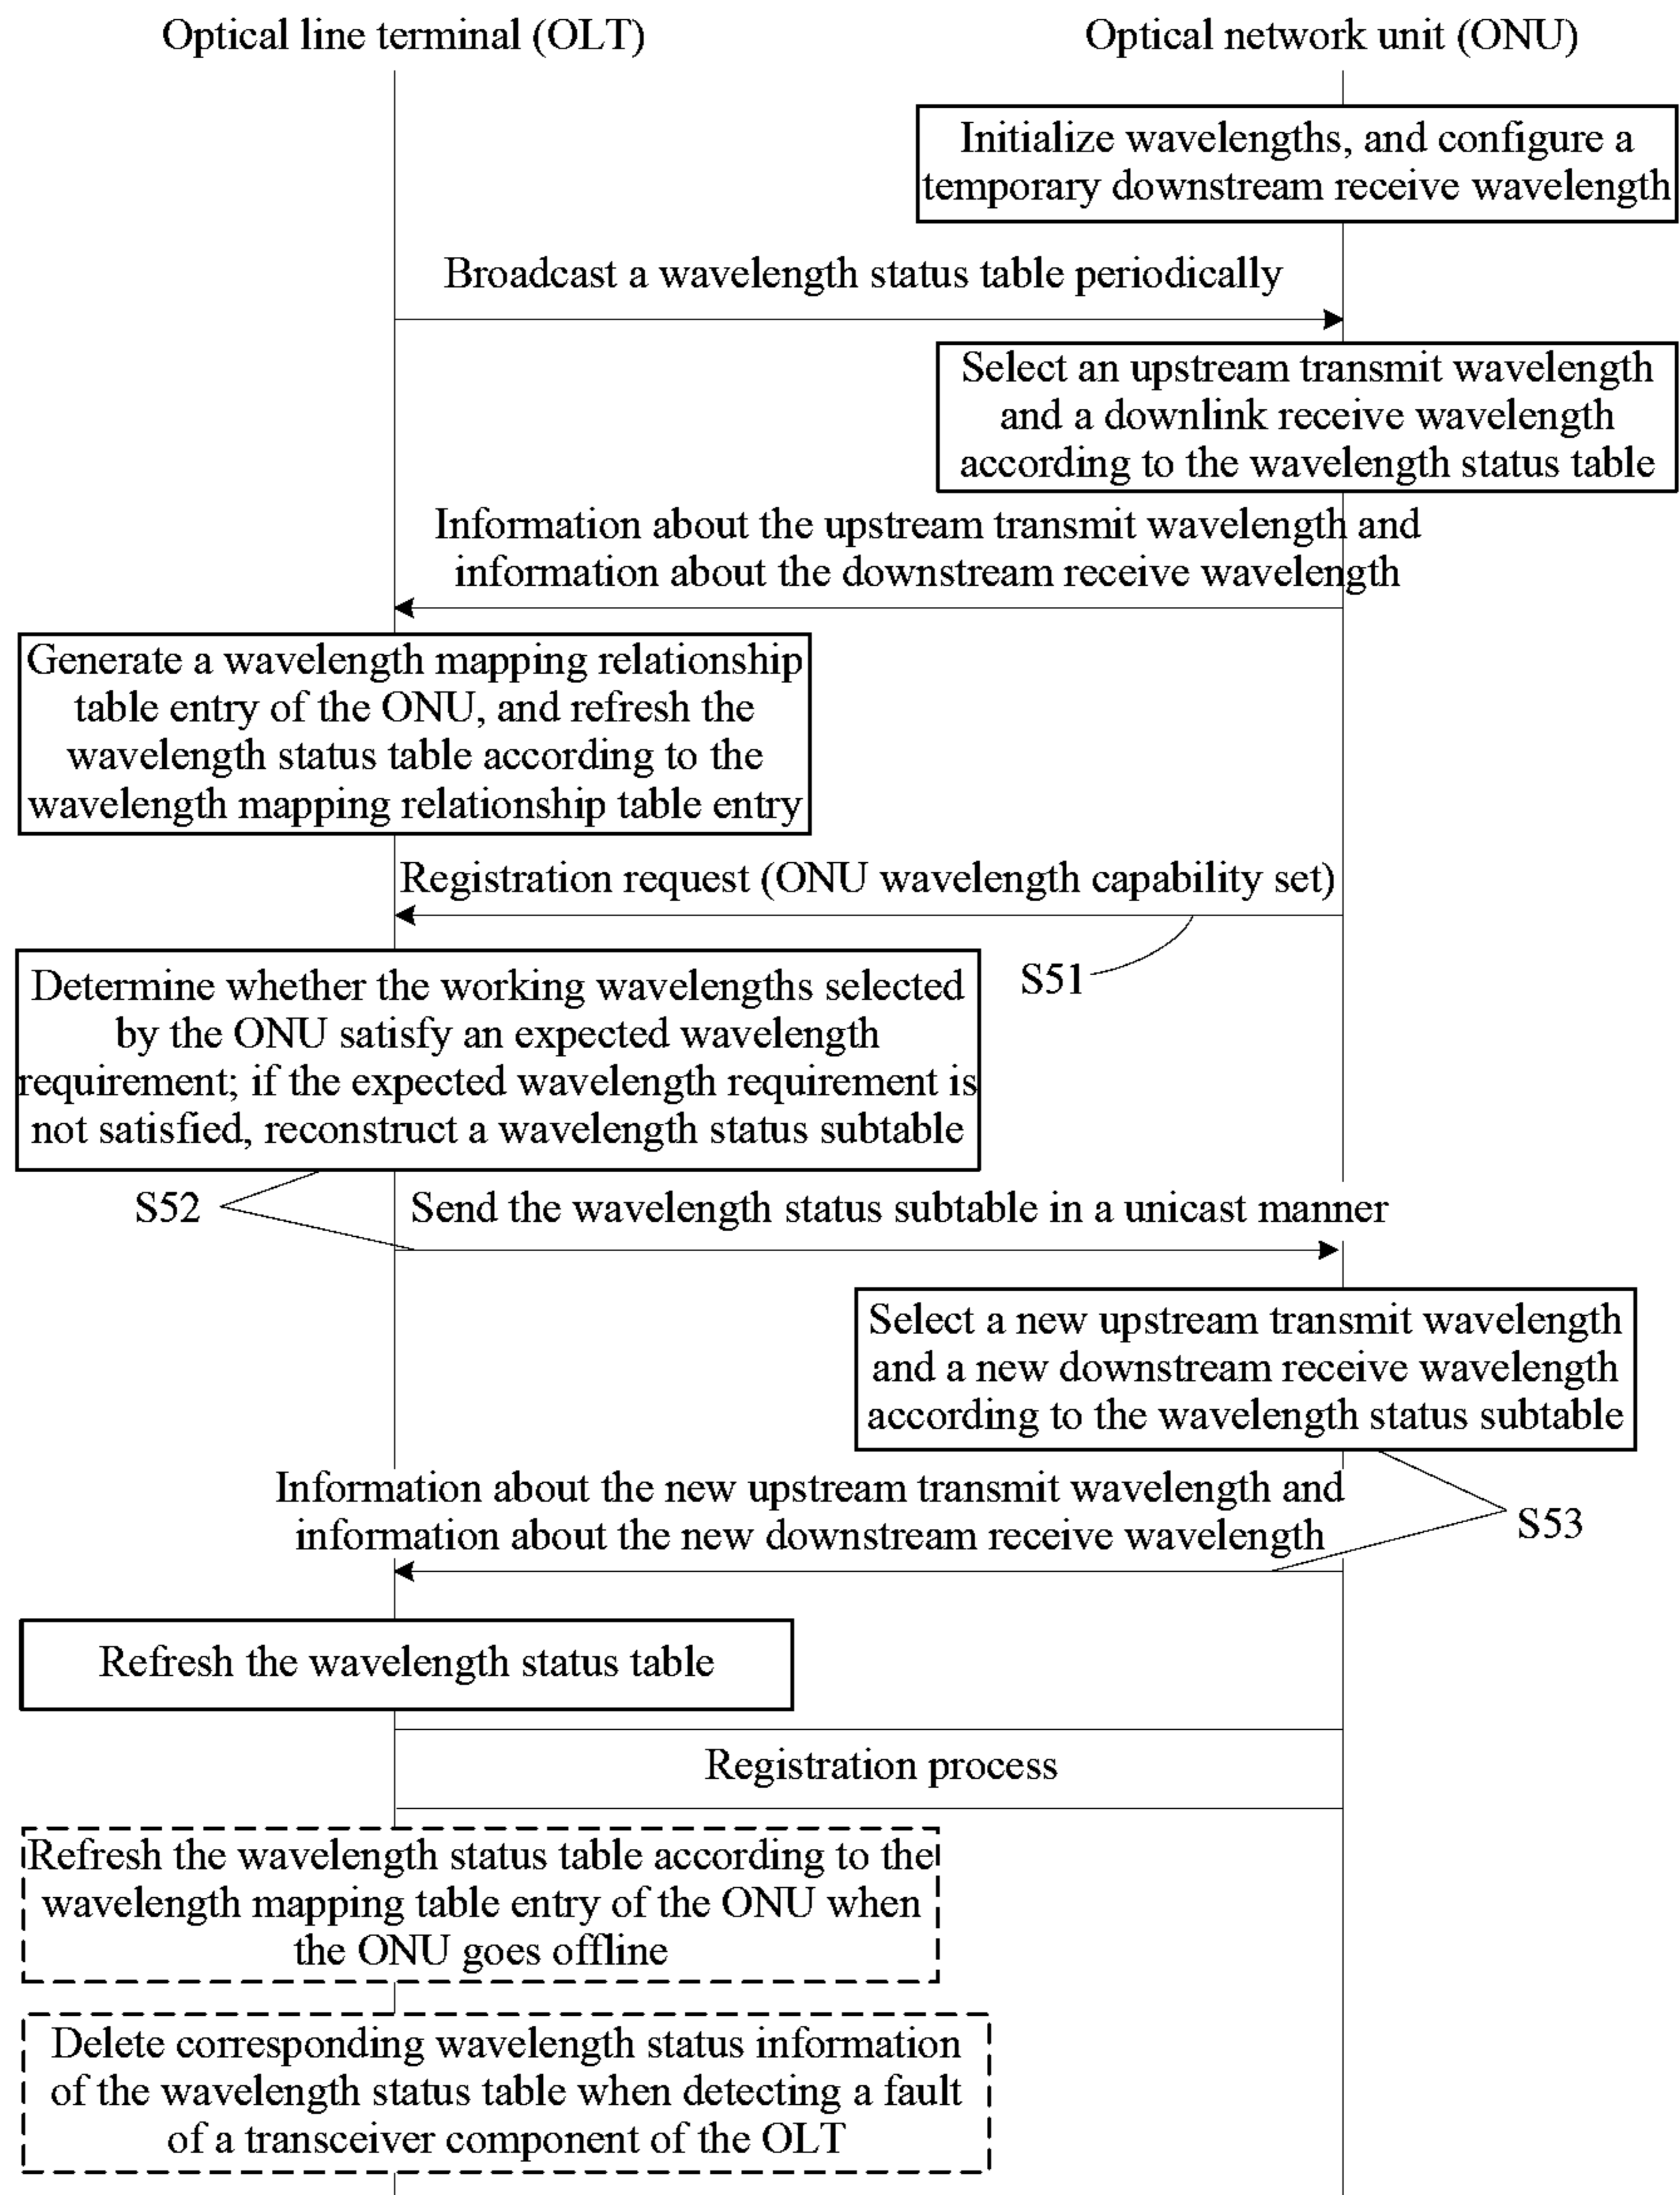 Optical line terminal (OLT)
Optical network unit (ONU)
Initialize wavelengths, and configure a
temporary downstream receive wavelength
Broadcast a wavelength status table periodically
Select an upstream transmit wavelength
and a downlink receive wavelength
according to the wavelength status table
Information about the upstream transmit wavelength and
information about the downstream receive wavelength
Generate a wavelength mapping relationship
table entry of the ONU, and refresh the
wavelength status table according to the
wavelength mapping relationship table entry
Registration request (ONU wavelength capability set)
S51
Determine whether the working wavelengths selected
by the ONU satisfy an expected wavelength
requirement; if the expected wavelength requirement is
not satisfied, reconstruct a wavelength status subtable
S52
Send the wavelength status subtable in a unicast manner
Select a new upstream transmit wavelength
and a new downstream receive wavelength
according to the wavelength status subtable
Information about the new upstream transmit wavelength and
information about the new downstream receive wavelength
S53
Refresh the wavelength status table
Registration process
Refresh the wavelength status table according to the
wavelength mapping table entry of the ONU when
the ONU goes offline
Delete corresponding wavelength status information
of the wavelength status table when detecting a fault
of a transceiver component of the OLT